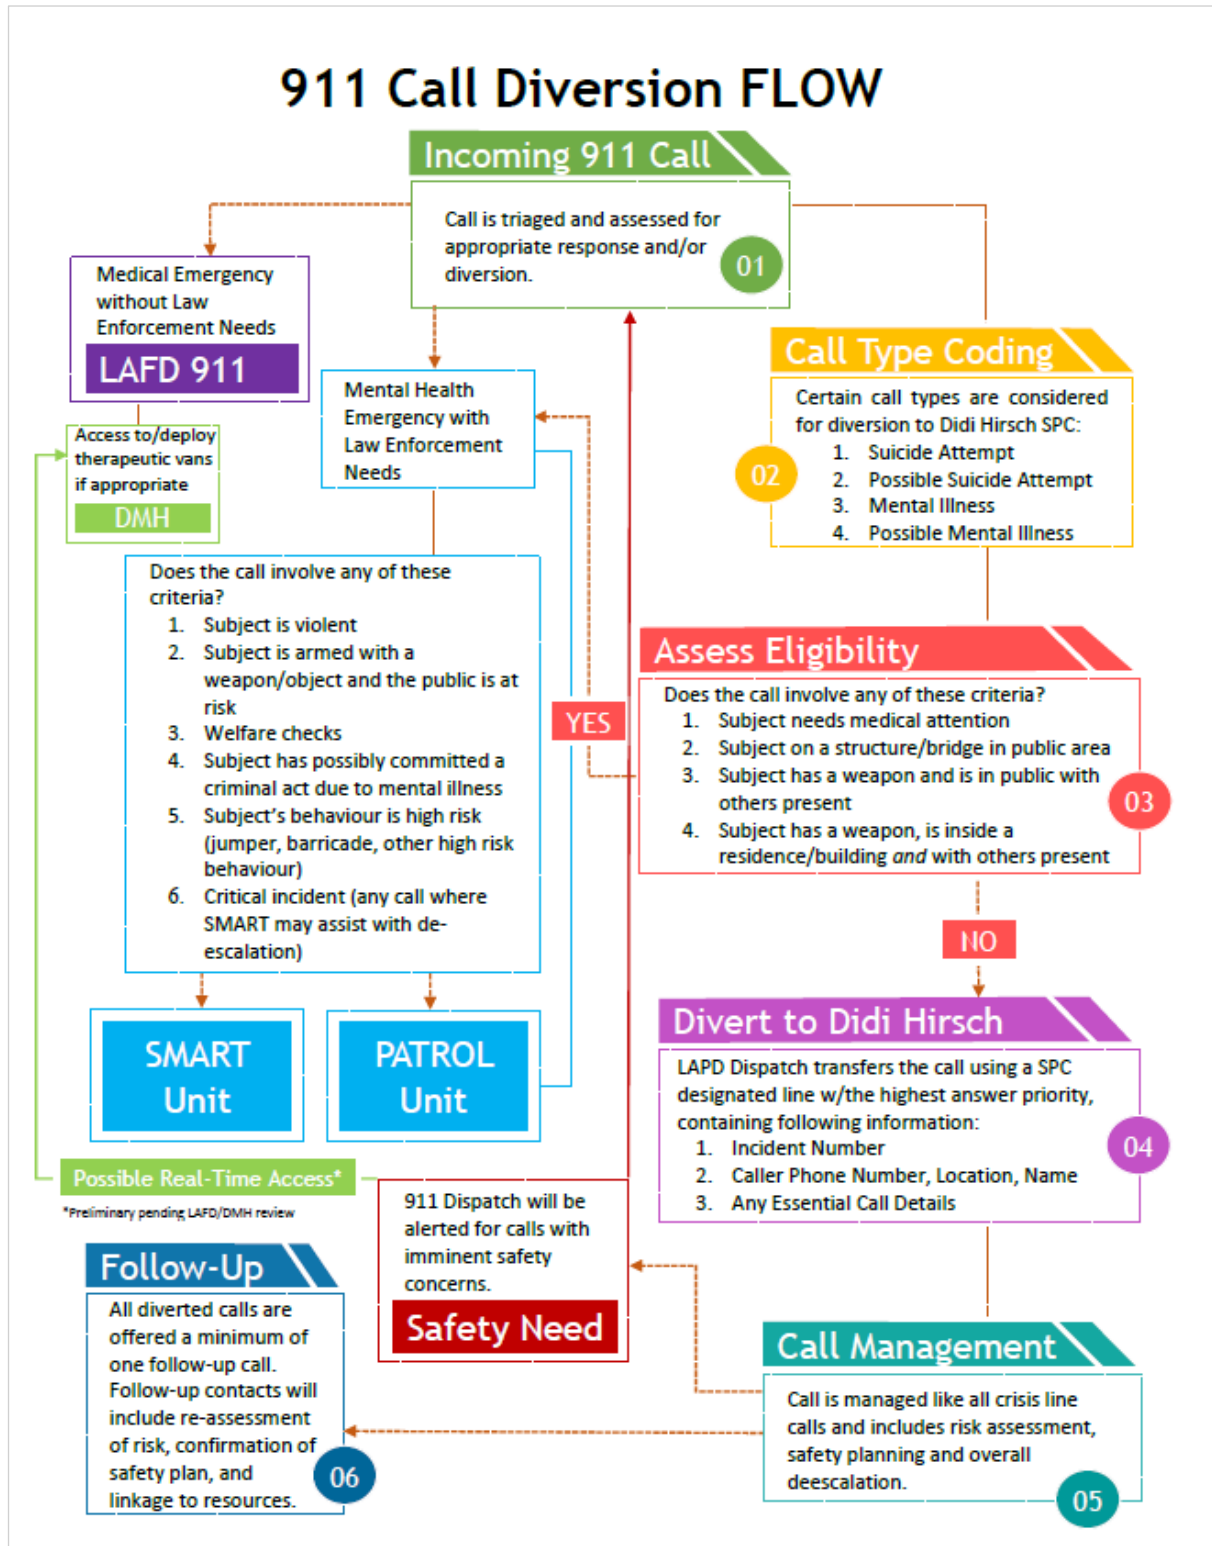 911 Call Diversion FLOW
Incoming 911 Call
Call is triaged and assessed for
appropriate response and/or
diversion.
01
Medical Emergency
without Law
Enforcement Needs
LAFD 911
Access to/deploy
therapeutic vans
if appropriate
DMH
Mental Health
Emergency with
Law Enforcement
Needs
Call Type Coding
Certain call types are considered
for diversion to Didi Hirsch SPC:
1. Suicide Attempt
2. Possible Suicide Attempt
3. Mental Illness
4. Possible Mental Illness
02
Does the call involve any of these
criteria?
1. Subject is violent
2. Subject is armed with a
weapon/object and the public is at
risk
3. Welfare checks
4. Subject has possibly committed a
criminal act due to mental illness
5. Subject's behaviour is high risk
(jumper, barricade, other high risk
behaviour)
6. Critical incident (any call where
SMART may assist with de-
escalation)
YES
Assess Eligibility
Does the call involve any of these criteria?
1. Subject needs medical attention
2. Subject on a structure/bridge in public area
3. Subject has a weapon and is in public with
others present
4. Subject has a weapon, is inside a
residence/building and with others present
03
NO
SMART
Unit
PATROL
Unit
Divert to Didi Hirsch
LAPD Dispatch transfers the call using a SPC
designated line w/the highest answer priority,
containing following information:
1. Incident Number
2. Caller Phone Number, Location, Name
3. Any Essential Call Details
04
Possible Real-Time Access*
*Preliminary pending LAFD/DMH review
911 Dispatch will be
alerted for calls with
imminent safety
concerns.
Safety Need
Follow-Up
All diverted calls are
offered a minimum of
one follow-up call.
Follow-up contacts will
include re-assessment
of risk, confirmation of
safety plan, and
linkage to resources.
06
Call Management
Call is managed like all crisis line
calls and includes risk assessment,
safety planning and overall
deescalation.
05